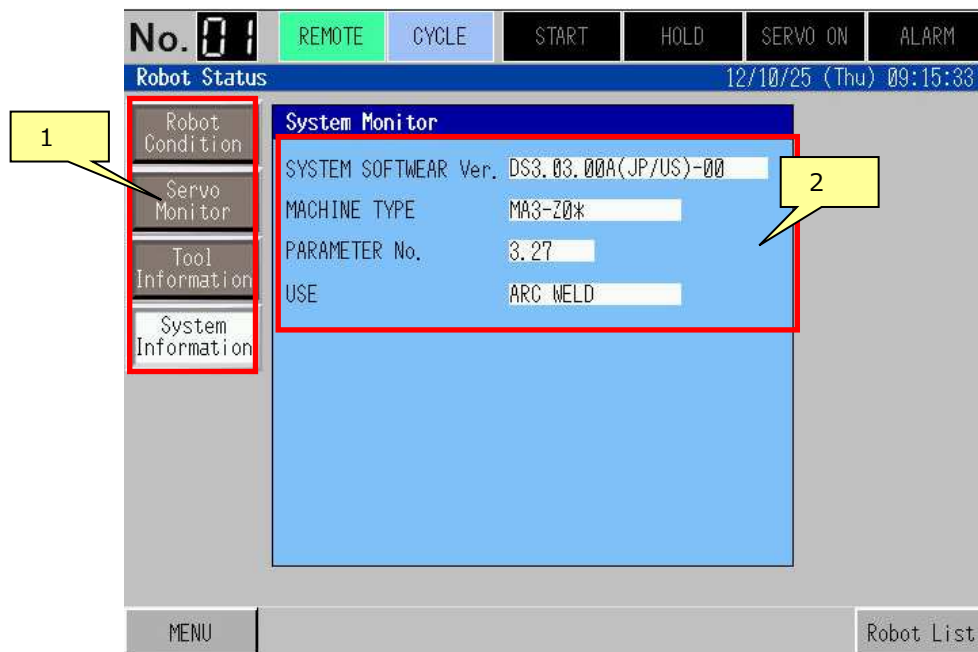 No. 01 REMOTE CYCLE START HOLD SERVO ON ALARM
Robot Status 12/10/25 (Thu) 09:15:33
Robot
Condition
Servo
Monitor
Tool
Information
System
Information
1
System Monitor
SYSTEM SOFTWEAR Ver. DS3.03.00A(JP/US)-00
MACHINE TYPE MA3-Z0*
PARAMETER No. 3.27
USE ARC WELD
2
MENU Robot List